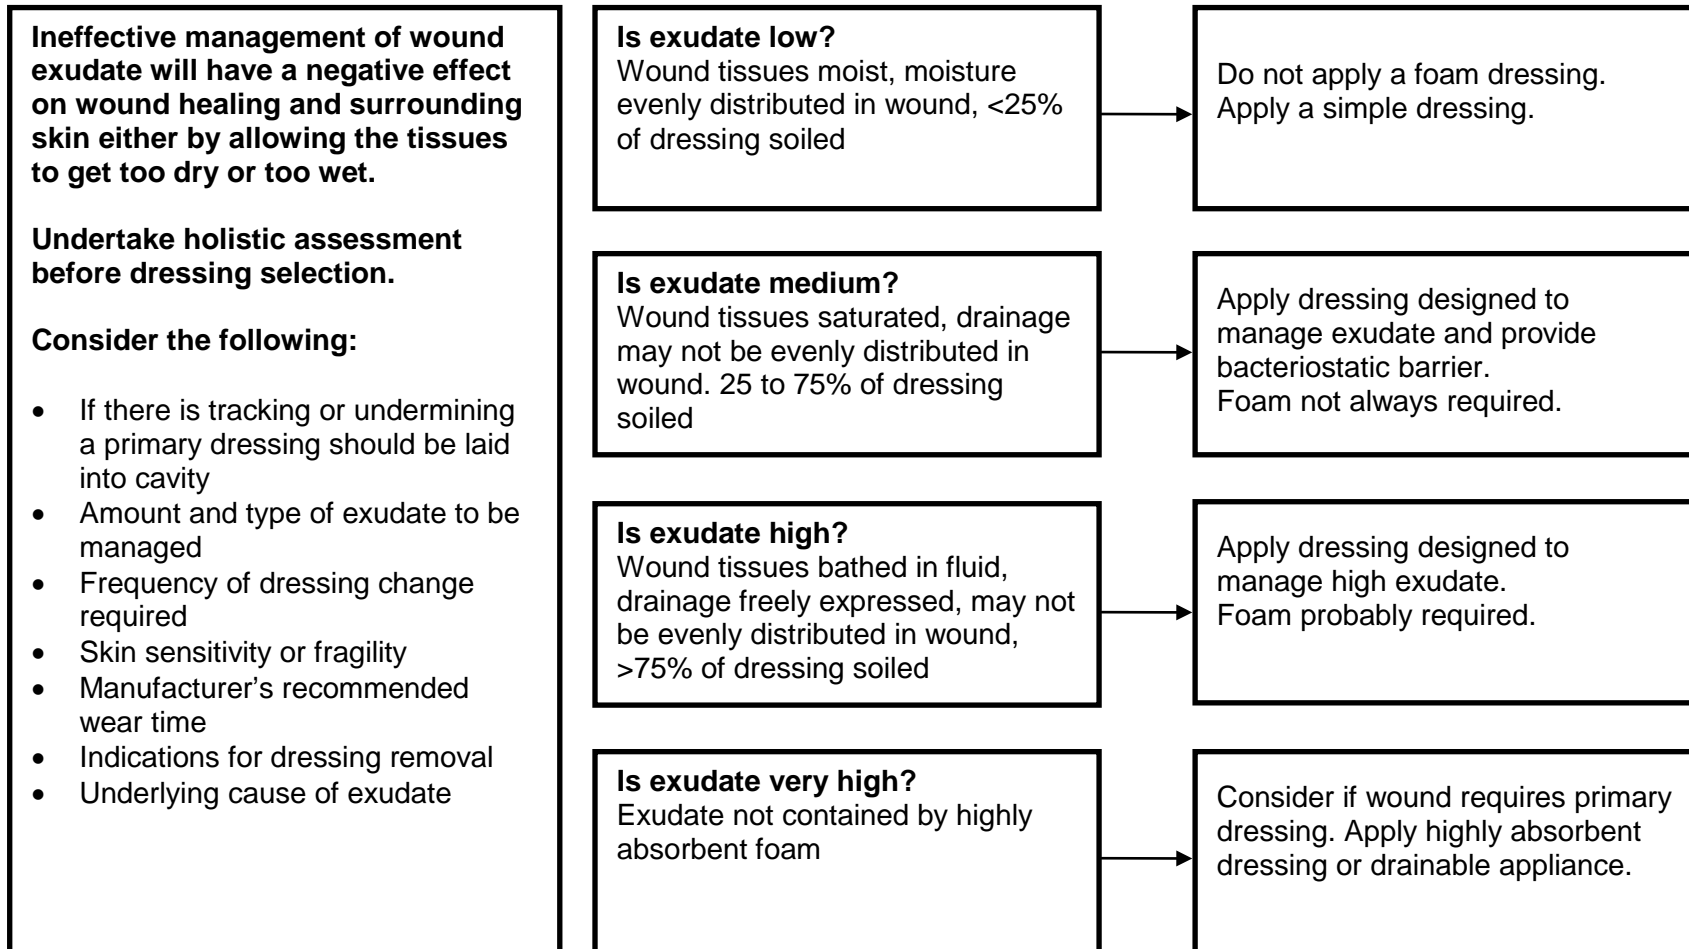 Ineffective management of wound
exudate will have a negative effect
on wound healing and surrounding
skin either by allowing the tissues
to get too dry or too wet.
Undertake holistic assessment
before dressing selection.
Consider the following:
• If there is tracking or undermining
a primary dressing should be laid
into cavity
• Amount and type of exudate to be
managed
• Frequency of dressing change
required
• Skin sensitivity or fragility
• Manufacturer’s recommended
wear time
• Indications for dressing removal
• Underlying cause of exudate
Is exudate low?
Wound tissues moist, moisture
evenly distributed in wound, <25%
of dressing soiled
Do not apply a foam dressing.
Apply a simple dressing.
Is exudate medium?
Wound tissues saturated, drainage
may not be evenly distributed in
wound. 25 to 75% of dressing
soiled
Apply dressing designed to
manage exudate and provide
bacteriostatic barrier.
Foam not always required.
Is exudate high?
Wound tissues bathed in fluid,
drainage freely expressed, may not
be evenly distributed in wound,
>75% of dressing soiled
Apply dressing designed to
manage high exudate.
Foam probably required.
Is exudate very high?
Exudate not contained by highly
absorbent foam
Consider if wound requires primary
dressing. Apply highly absorbent
dressing or drainable appliance.